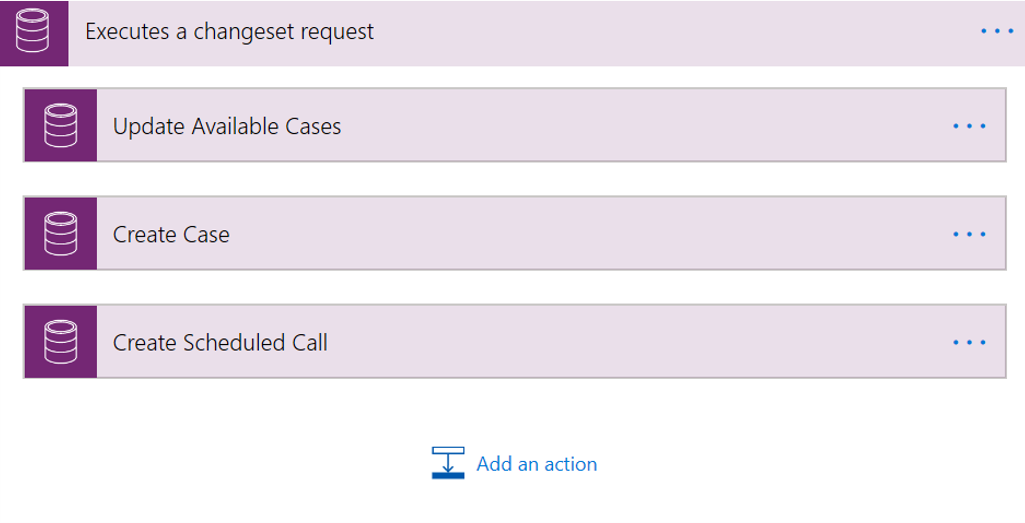 Executes a changeset request
Update Available Cases
Create Case
Create Scheduled Call
Add an action